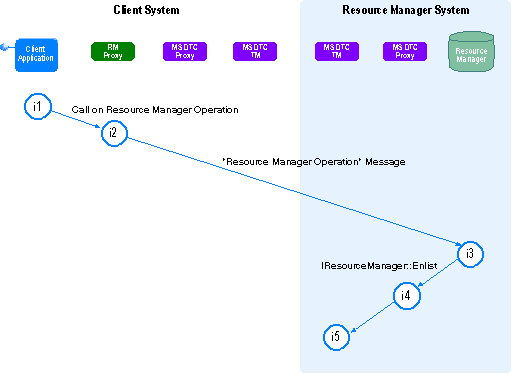 Client System
Resource Manager System
Client
Application
RM
Proxy
MSDTC
Proxy
MSDTC
TM
MSDTC
TM
MSDTC
Proxy
Resource
Manager
i1
Call on Resource Manager Operation
i2
"Resource Manager Operation" Message
i3
IResourceManager::Enlist
i4
i5